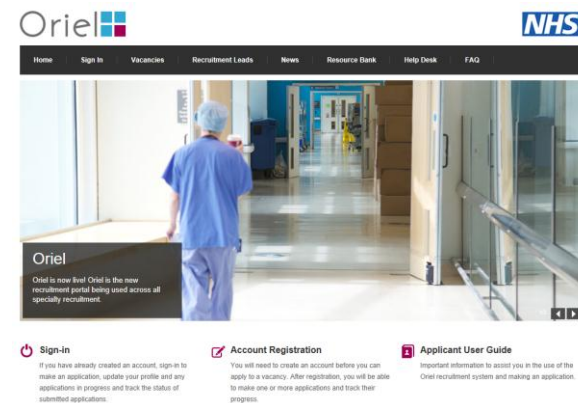 Oriel
NHS
Home Sign In Vacancies Recruitment Leads News Resource Bank Help Desk FAQ
Oriel
Oriel is now live! Oriel is the new
recruitment portal being used across all
specialty recruitment.
Sign-in
If you have already created an account, sign-in to
make an application, update your profile and any
applications in progress and track the status of
submitted applications.
Account Registration
You will need to create an account before you can
apply to a vacancy. After registration, you will be able
to make one or more applications and track their
progress.
Applicant User Guide
Important information to assist you in the use of the
Oriel recruitment system and making an application.